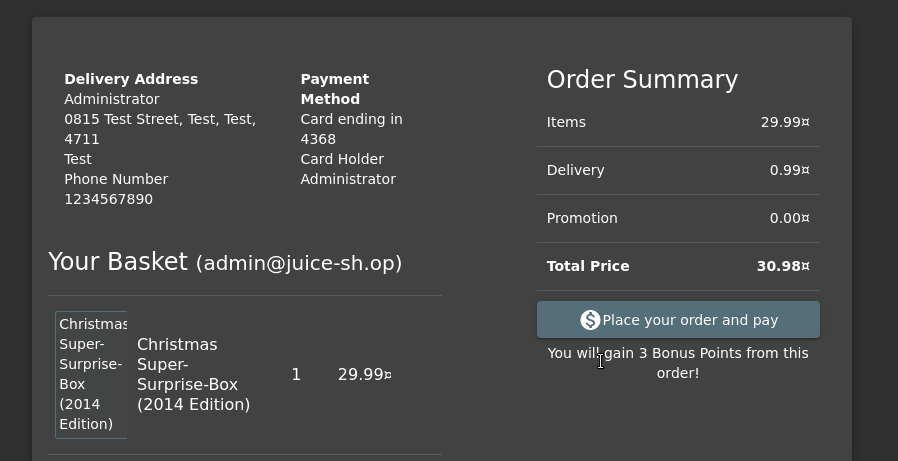 Delivery Address
Administrator
0815 Test Street, Test, Test,
4711
Test
Phone Number
1234567890
Payment
Method
Card ending in
4368
Card Holder
Administrator
Your Basket (admin@juice-sh.op)
Christmas
Super-
Surprise-
Box
(2014
Edition)
Christmas
Super-
Surprise-Box
(2014 Edition)
1
29.99¤
Order Summary
Items 29.99¤
Delivery 0.99¤
Promotion 0.00¤
Total Price 30.98¤
Place your order and pay
You will gain 3 Bonus Points from this
order!